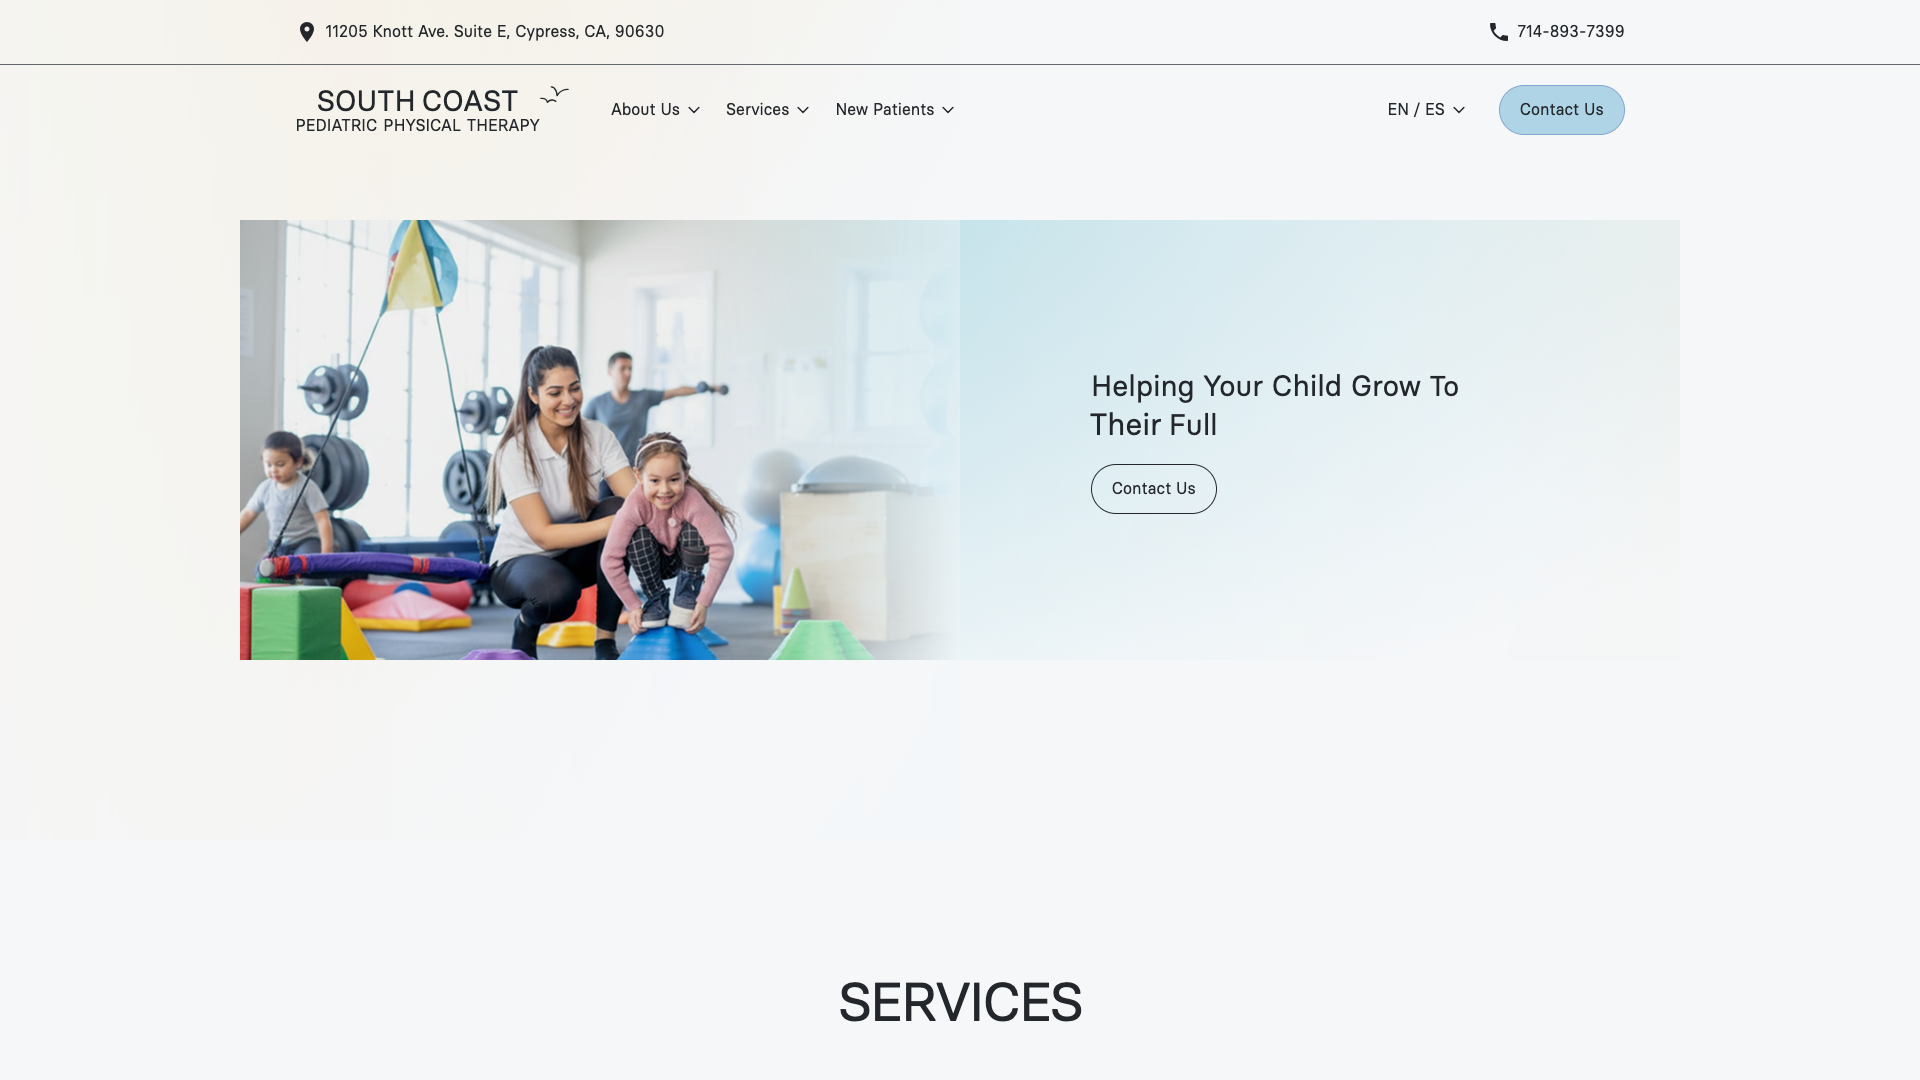 11205 Knott Ave. Suite E, Cypress, CA, 90630
714-893-7399
SOUTH COAST
PEDIATRIC PHYSICAL THERAPY
About Us
Services
New Patients
EN / ES
Contact Us
Helping Your Child Grow To
Their Full
Contact Us
SERVICES